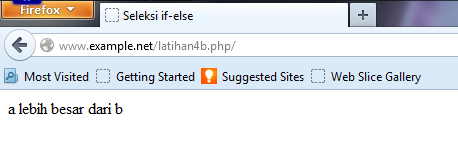 Firefox
Seleksi if-else
www.example.net/latihan4b.php/
Most Visited Getting Started Suggested Sites Web Slice Gallery
a lebih besar dari b